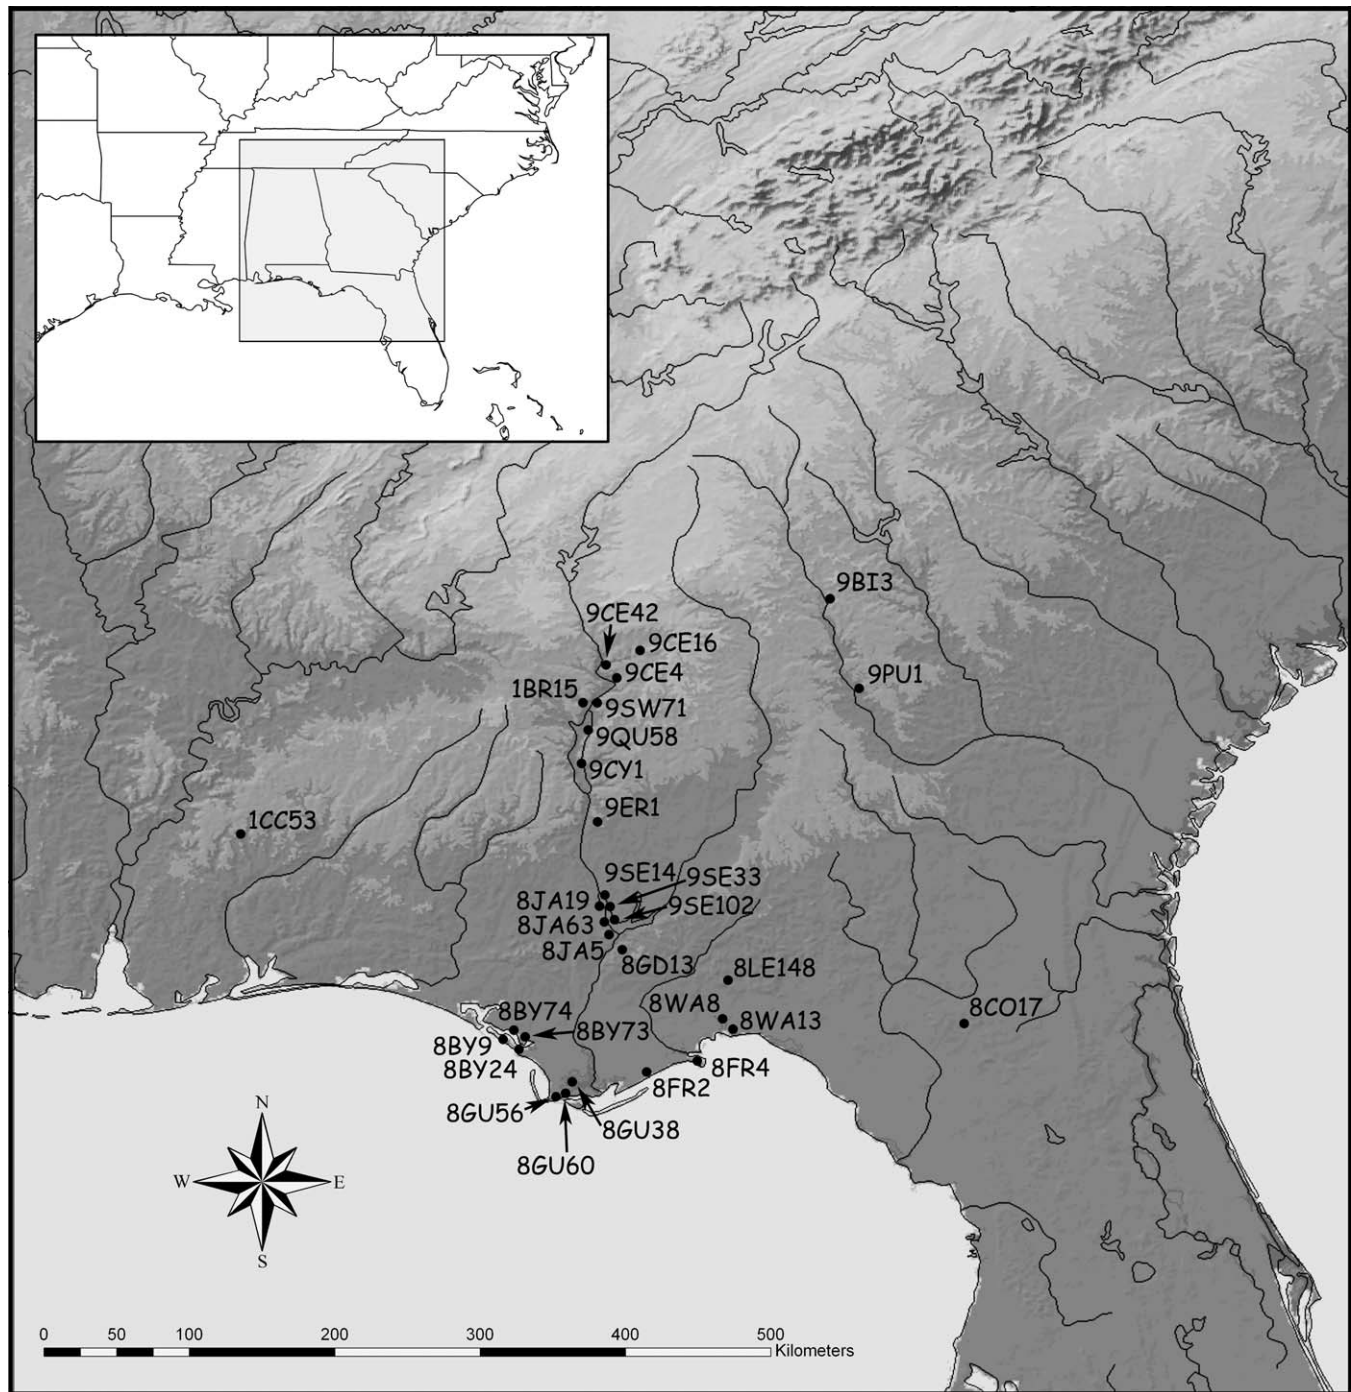 9BI3
9CE42
9CE16
9CE4
9PU1
1BR15
9SW71
9QU58
9CY1
9ER1
1CC53
9SE14
9SE33
8JA19
9SE102
8JA63
8JA5
8GD13
8LE148
8WA8
8CO17
8WA13
8BY74
8BY73
8BY9
8BY24
8FR4
8FR2
8GU56
8GU38
8GU60
N
W E
S
0 50 100 200 300 400 500
Kilometers